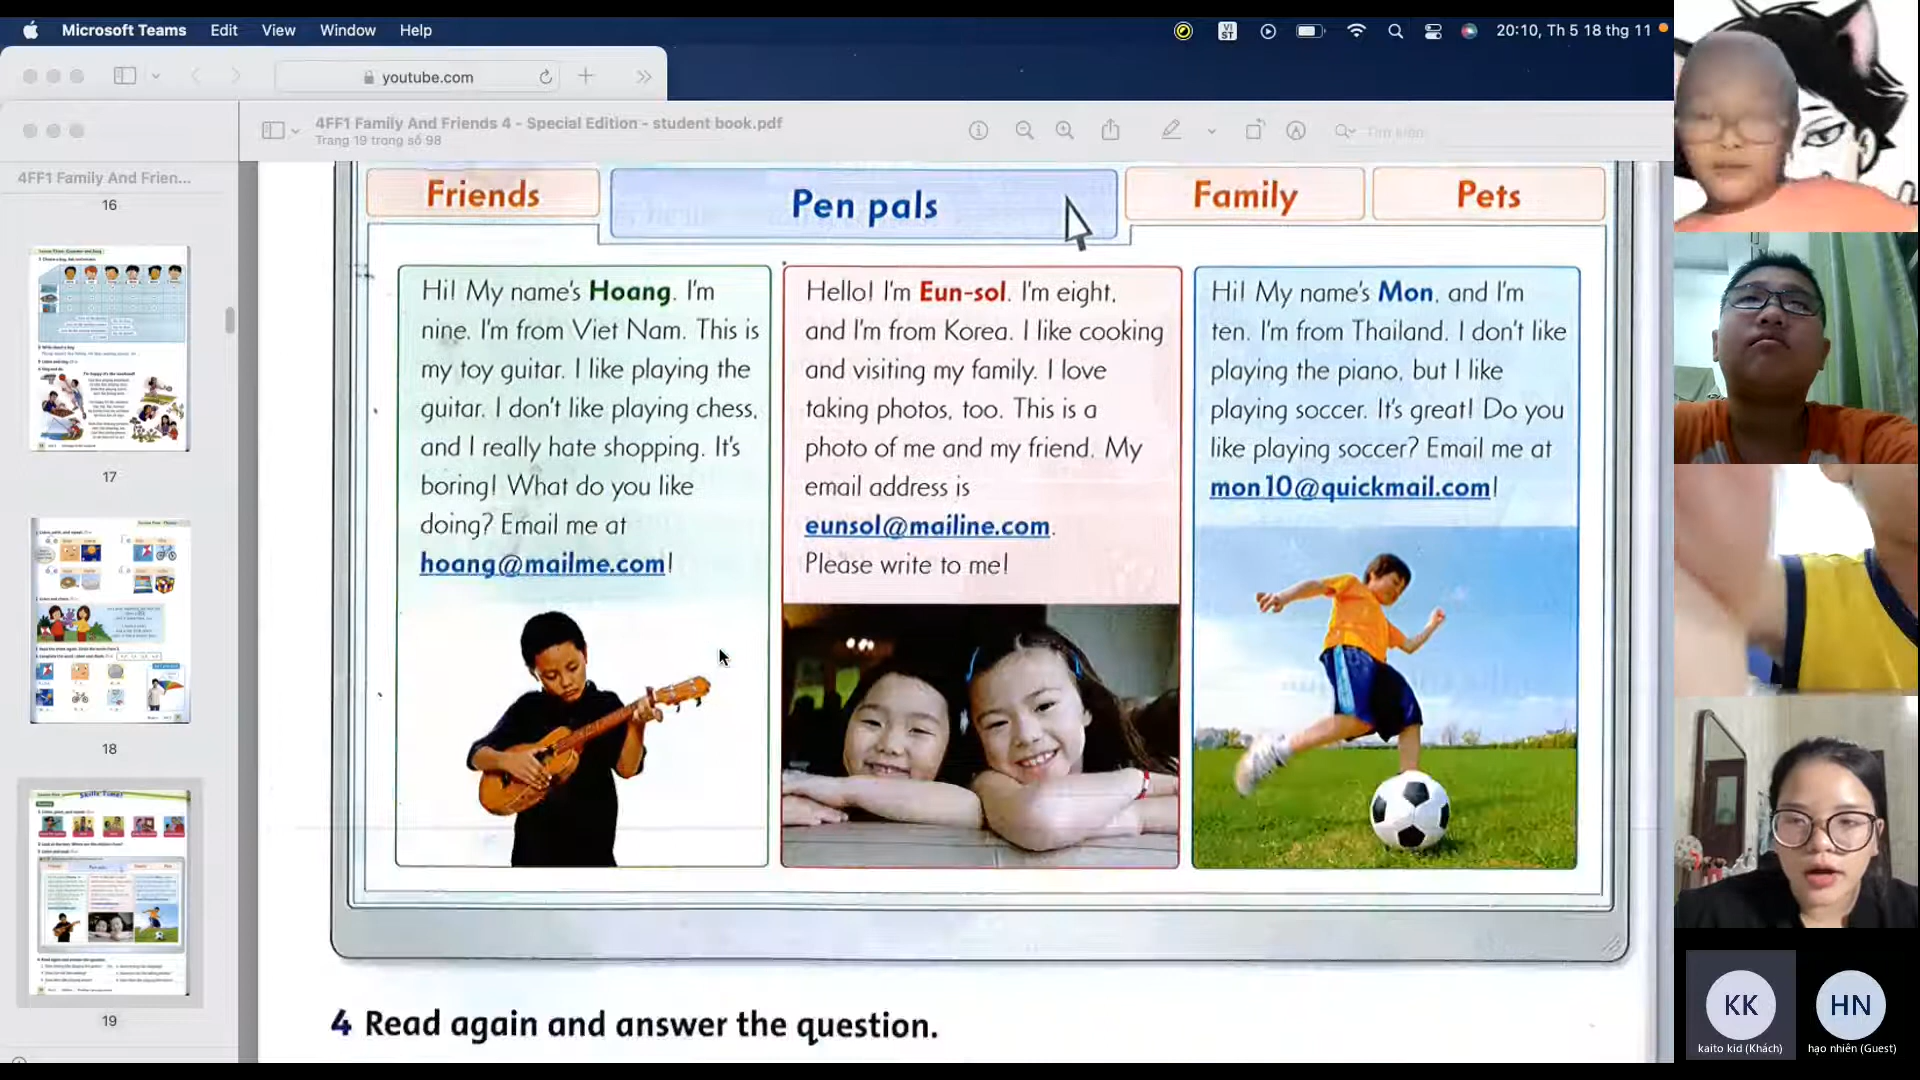 Microsoft Teams Edit View Window Help
VI
ST
20:10, Th 5 18 thg 11
youtube.com
4FF1 Family And Friends 4 - Special Edition - student book.pdf
Trang 19 trong số 98
Tìm kiếm
4FF1 Family And Frien...
16
17
18
19
Friends
Pen pals
Family
Pets
Hi! My name's Hoang. I'm
nine. I'm from Viet Nam. This is
my toy guitar. I like playing the
guitar. I don't like playing chess,
and I really hate shopping. It's
boring! What do you like
doing? Email me at
hoang@mailme.com!
Hello! I'm Eun-sol. I'm eight,
and I'm from Korea. I like cooking
and visiting my family. I love
taking photos, too. This is a
photo of me and my friend. My
email address is
eunsol@mailine.com.
Please write to me!
Hi! My name's Mon, and I'm
ten. I'm from Thailand. I don't like
playing the piano, but I like
playing soccer. It's great! Do you
like playing soccer? Email me at
mon10@quickmail.com!
4 Read again and answer the question.
KK
kaito kid (Khách)
HN
hạo nhiên (Guest)